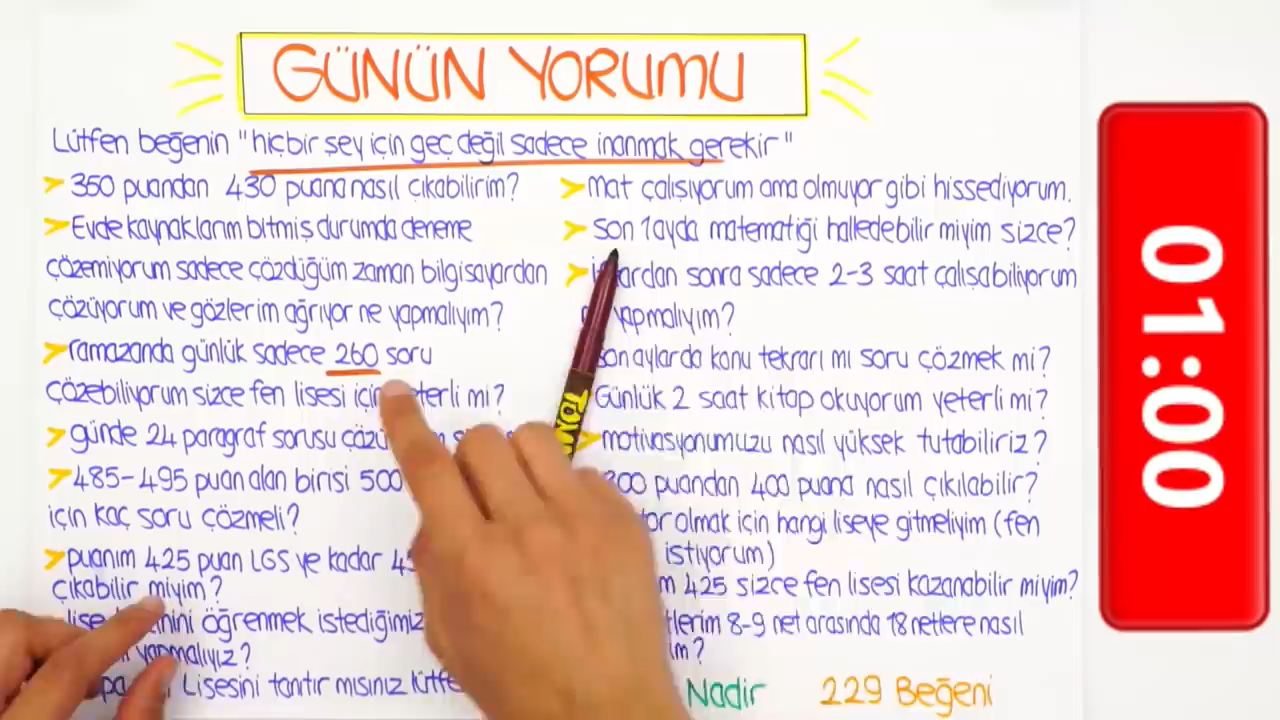 GÜNÜN YORUMU
Lütfen beğenin "hiçbir şey için geç değil sadece inanmak gerekir"
➤ 350 puandan 430 puana nasıl çıkabilirim?
➤ Evde kaynaklarım bitmiş durumda deneme
çözemiyorum sadece çözdüğüm zaman bilgisayardan
çözüyorum ve gözlerim ağrıyor ne yapmalıyım?
➤ ramazanda günlük sadece 260 soru
çözebiliyorum sizce fen lisesi için yeterli mi?
➤ günde 24 paragraf sorusu
➤ 485-495 puan alan birisi 500
için kaç soru çözmeli?
➤ puanım 425 puan LGS ye kadar
çıkabilir miyim?
öğrenmek istediğimiz
yapmalıyız?
Lisesini tanıtır mısınız
➤ mat çalışıyorum ama olmuyor gibi hissediyorum.
➤ son 1 ayda matematiği halledebilir miyim sizce?
➤ sonra sadece 2-3 saat çalışabiliyorum
yapmalıyım?
son aylarda konu tekrarı mı soru çözmek mi?
Günlük 2 saat kitap okuyorum yeterli mi?
➤ motivasyonumuzu nasıl yüksek tutabiliriz?
puandan 400 puana nasıl çıkılabilir?
olmak için hangi liseye gitmeliyim (fen
istiyorum)
425 sizce fen lisesi kazanabilir miyim?
8-9 net arasında 18 netlere nasıl
Nadir 229 Beğeni
01:00